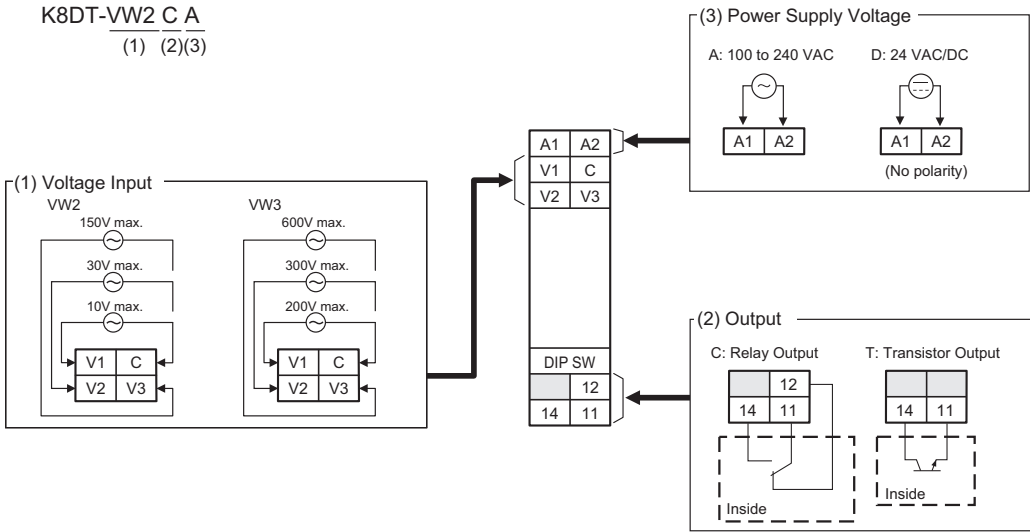 K8DT-VW2 C A
(1) (2)(3)
(3) Power Supply Voltage
A: 100 to 240 VAC D: 24 VAC/DC
A1 A2 A1 A2
(No polarity)
A1 A2
V1 C
V2 V3
DIP SW
12
14 11
(1) Voltage Input
VW2 VW3
150V max. 600V max.
30V max. 300V max.
10V max. 200V max.
V1 C V1 C
V2 V3 V2 V3
(2) Output
C: Relay Output T: Transistor Output
12
14 11 14 11
Inside Inside